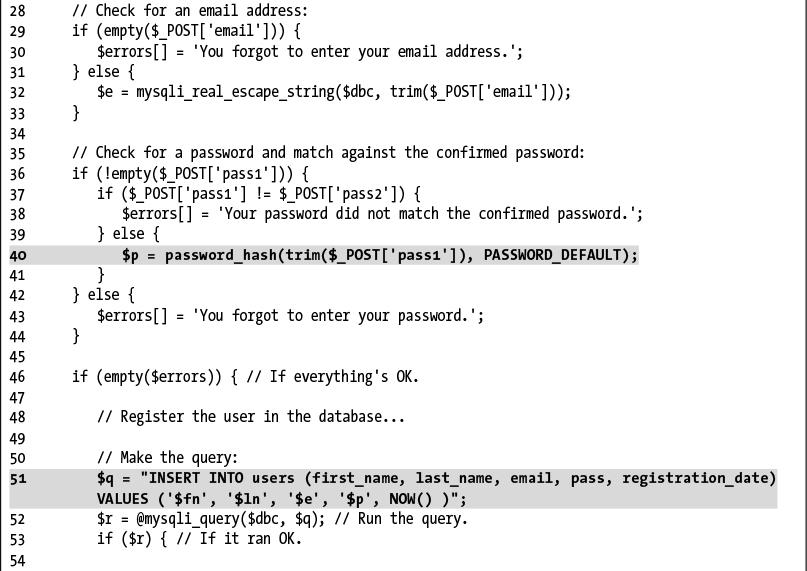 28 // Check for an email address:
29 if (empty($_POST['email'])) {
30 $errors[] = 'You forgot to enter your email address.';
31 } else {
32 $e = mysqli_real_escape_string($dbc, trim($_POST['email']));
33 }
34
35 // Check for a password and match against the confirmed password:
36 if (!empty($_POST['pass1'])) {
37 if ($_POST['pass1'] != $_POST['pass2']) {
38 $errors[] = 'Your password did not match the confirmed password.';
39 } else {
40 $p = password_hash(trim($_POST['pass1']), PASSWORD_DEFAULT);
41 }
42 } else {
43 $errors[] = 'You forgot to enter your password.';
44 }
45
46 if (empty($errors)) { // If everything's OK.
47
48 // Register the user in the database...
49
50 // Make the query:
51 $q = "INSERT INTO users (first_name, last_name, email, pass, registration_date)
VALUES ('$fn', '$ln', '$e', '$p', NOW() )";
52 $r = @mysqli_query($dbc, $q); // Run the query.
53 if ($r) { // If it ran OK.
54